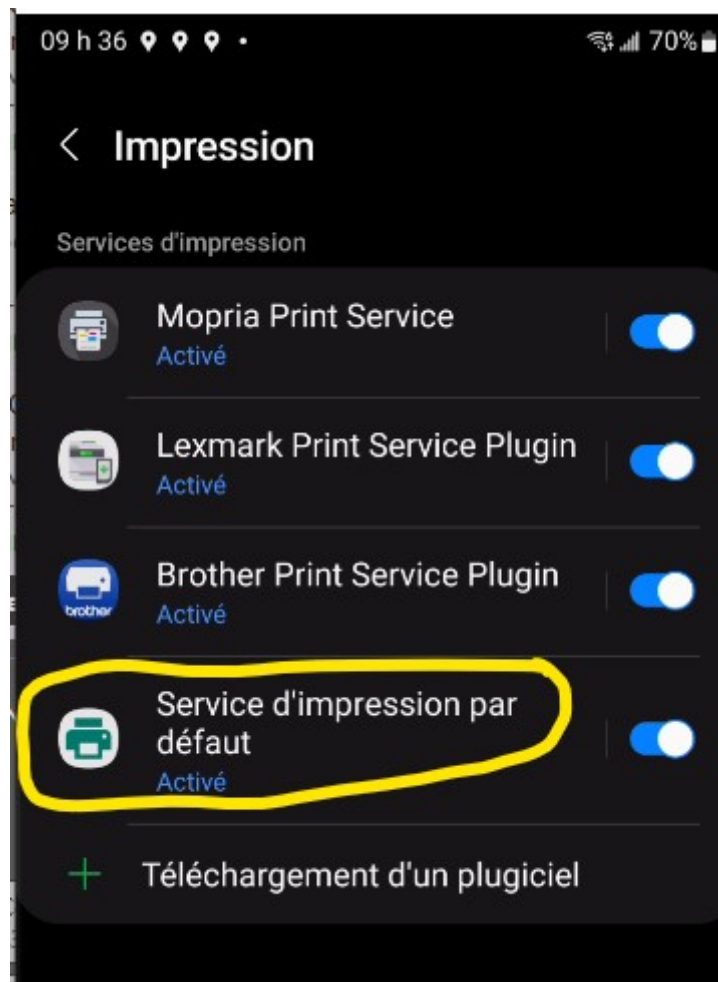 09 h 36
70%
Impression
Services d'impression
Mopria Print Service
Activé
Lexmark Print Service Plugin
Activé
brother
Brother Print Service Plugin
Activé
Service d'impression par
défaut
Activé
Téléchargement d'un plugiciel